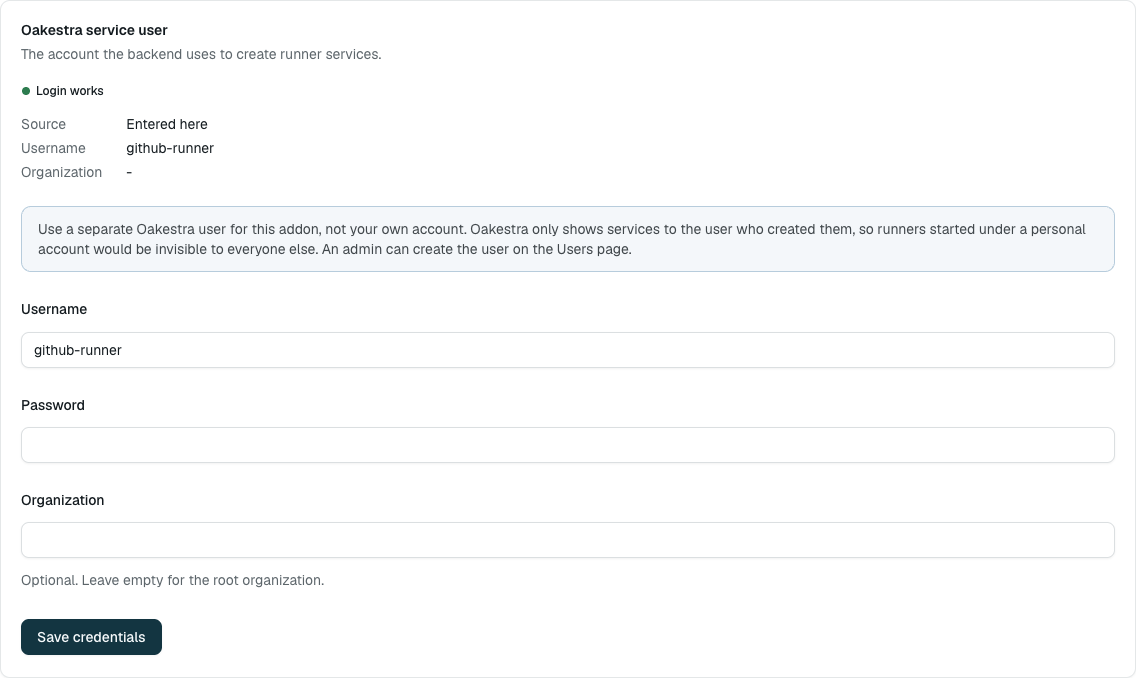 Oakestra service user
The account the backend uses to create runner services.
Login works
Source Entered here
Username github-runner
Organization -
Use a separate Oakestra user for this addon, not your own account. Oakestra only shows services to the user who created them, so runners started under a personal
account would be invisible to everyone else. An admin can create the user on the Users page.
Username
github-runner
Password
Organization
Optional. Leave empty for the root organization.
Save credentials